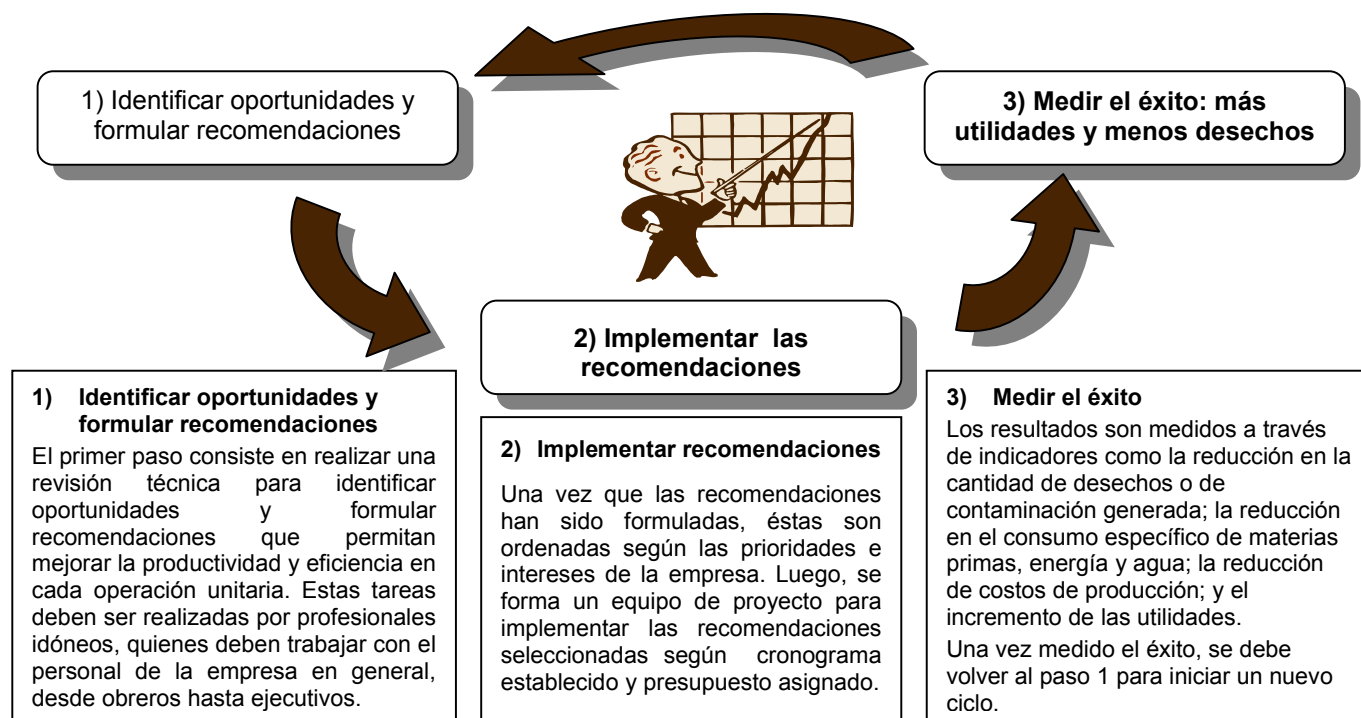 1) Identificar oportunidades y
formular recomendaciones
3) Medir el éxito: más
utilidades y menos desechos
2) Implementar las
recomendaciones
1) Identificar oportunidades y
formular recomendaciones
El primer paso consiste en realizar una
revisión técnica para identificar
oportunidades y formular
recomendaciones que permitan
mejorar la productividad y eficiencia en
cada operación unitaria. Estas tareas
deben ser realizadas por profesionales
idóneos, quienes deben trabajar con el
personal de la empresa en general,
desde obreros hasta ejecutivos.
2) Implementar recomendaciones
Una vez que las recomendaciones
han sido formuladas, éstas son
ordenadas según las prioridades e
intereses de la empresa. Luego, se
forma un equipo de proyecto para
implementar las recomendaciones
seleccionadas según cronograma
establecido y presupuesto asignado.
3) Medir el éxito
Los resultados son medidos a través
de indicadores como la reducción en la
cantidad de desechos o de
contaminación generada; la reducción
en el consumo específico de materias
primas, energía y agua; la reducción
de costos de producción; y el
incremento de las utilidades.
Una vez medido el éxito, se debe
volver al paso 1 para iniciar un nuevo
ciclo.